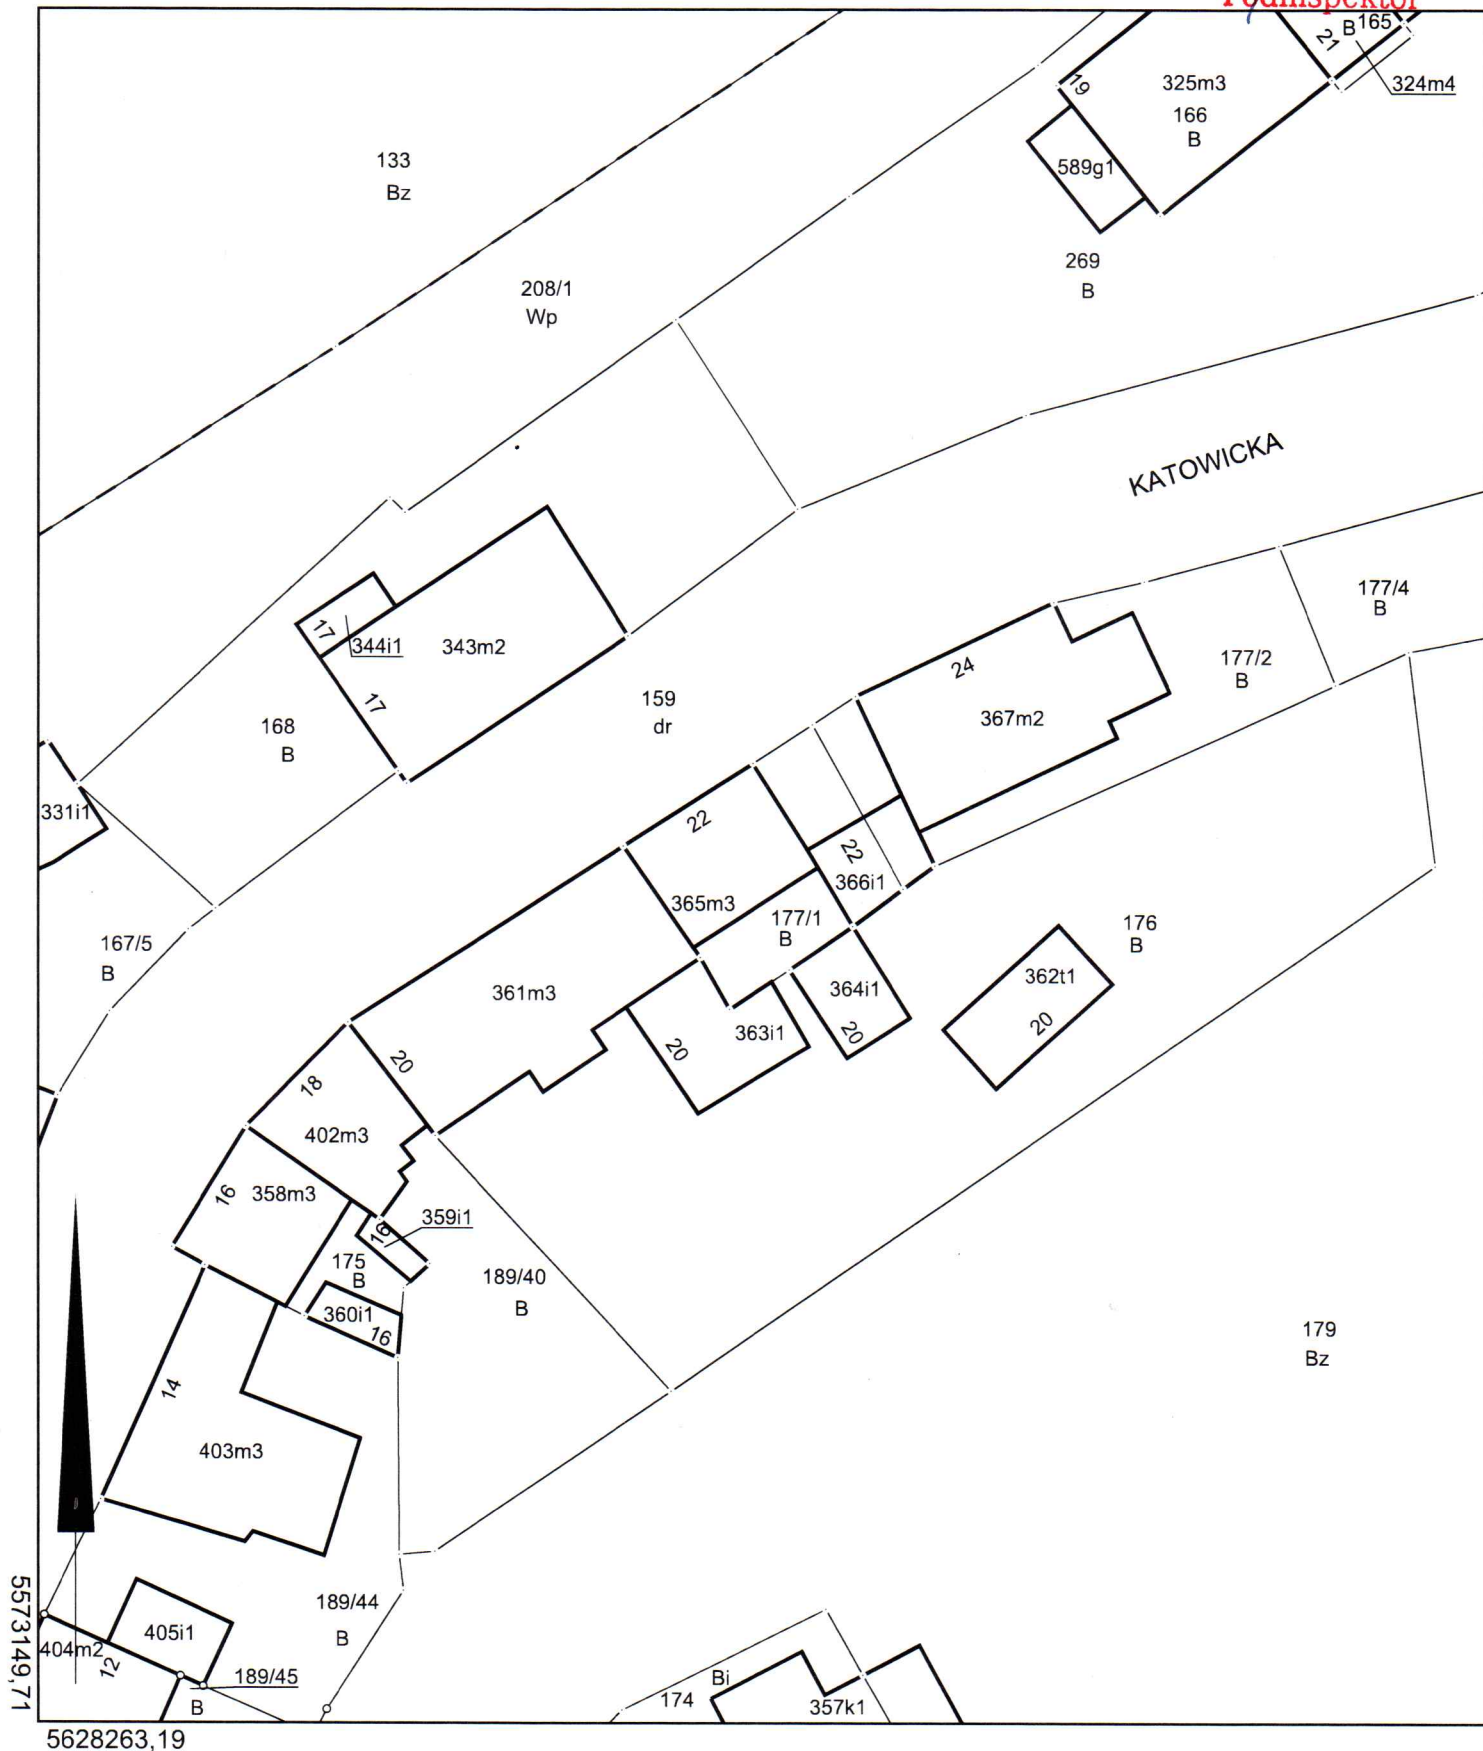 Podinspektor
B 165
21
324m4
19
325m3
166
B
589g1
133
Bz
269
B
208/1
Wp
KATOWICKA
177/4
B
17
344i1
343m2
177/2
B
24
159
dr
367m2
168
B
17
331i1
22
22
366i1
365m3
177/1
B
176
B
167/5
B
361m3
364i1
362t1
363i1
20
20
20
20
18
402m3
358m3
16
359i1
16
175
B
189/40
B
360i1
16
179
Bz
14
403m3
189/44
B
405i1
404m2
12
189/45
B
Bi
174
357k1
5573149,71
5628263,19